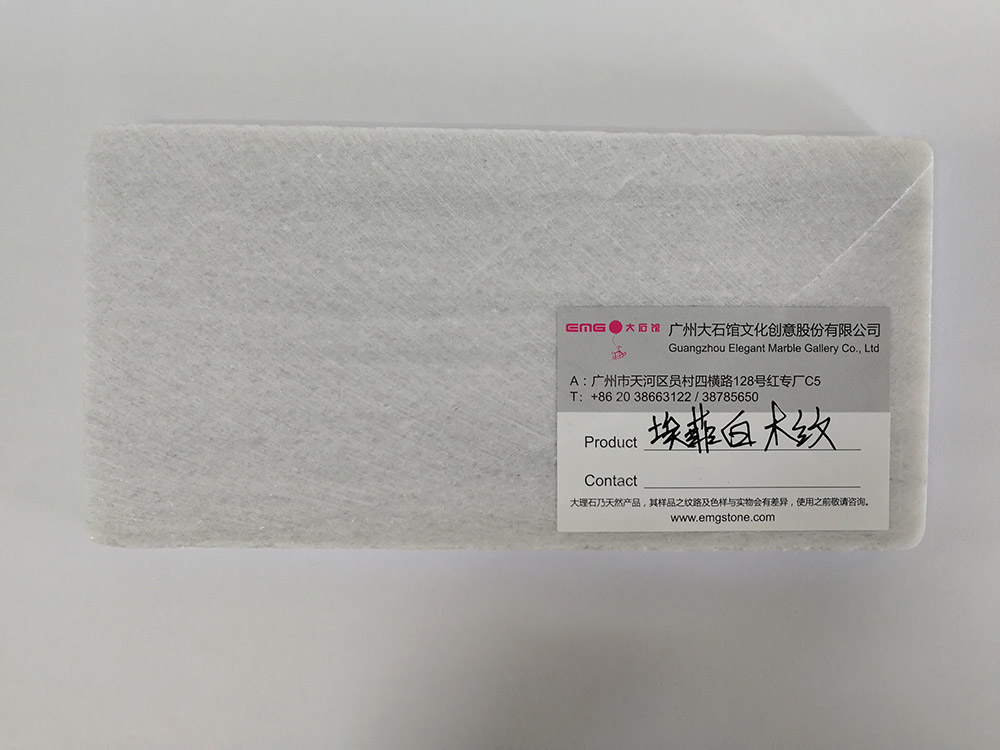 EMG 大石馆 广州大石馆文化创意股份有限公司
Guangzhou Elegant Marble Gallery Co., Ltd
A：广州市天河区员村四横路128号红专厂C5
T：+86 20 38663122 / 38785650
Product 埃菲白木纹
Contact
大理石乃天然产品，其样品之纹路及色样与实物会有差异，使用之前敬请咨询。
www.emgstone.com